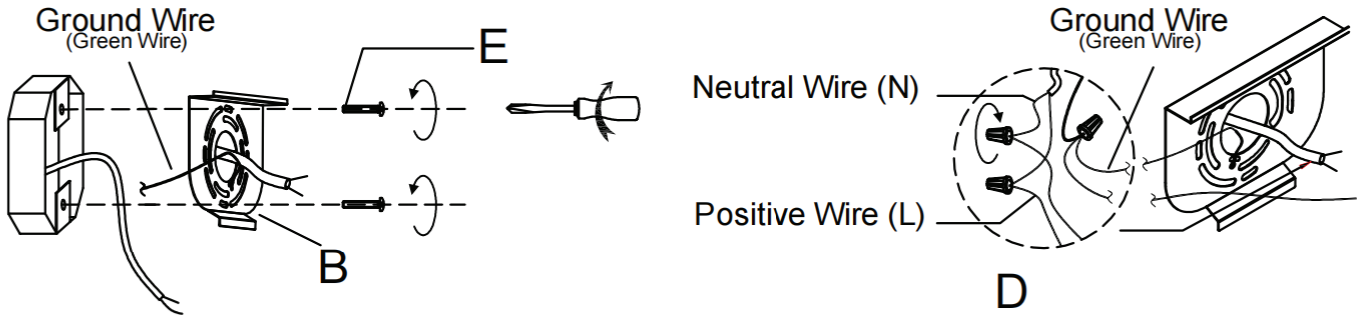 Ground Wire
(Green Wire)
E
B
Neutral Wire (N)
Positive Wire (L)
Ground Wire
(Green Wire)
D